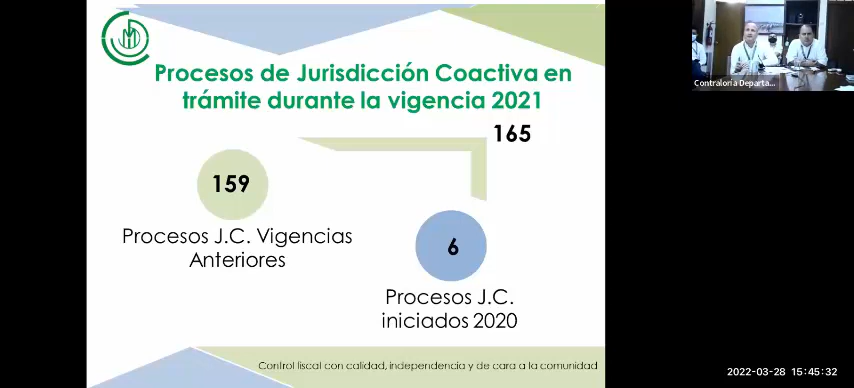 Procesos de Jurisdicción Coactiva en
trámite durante la vigencia 2021
165
159
Procesos J.C. Vigencias
Anteriores
6
Procesos J.C.
iniciados 2020
Control fiscal con calidad, independencia y de cara a la comunidad
Contraloría Departa...
2022-03-28 15:45:32